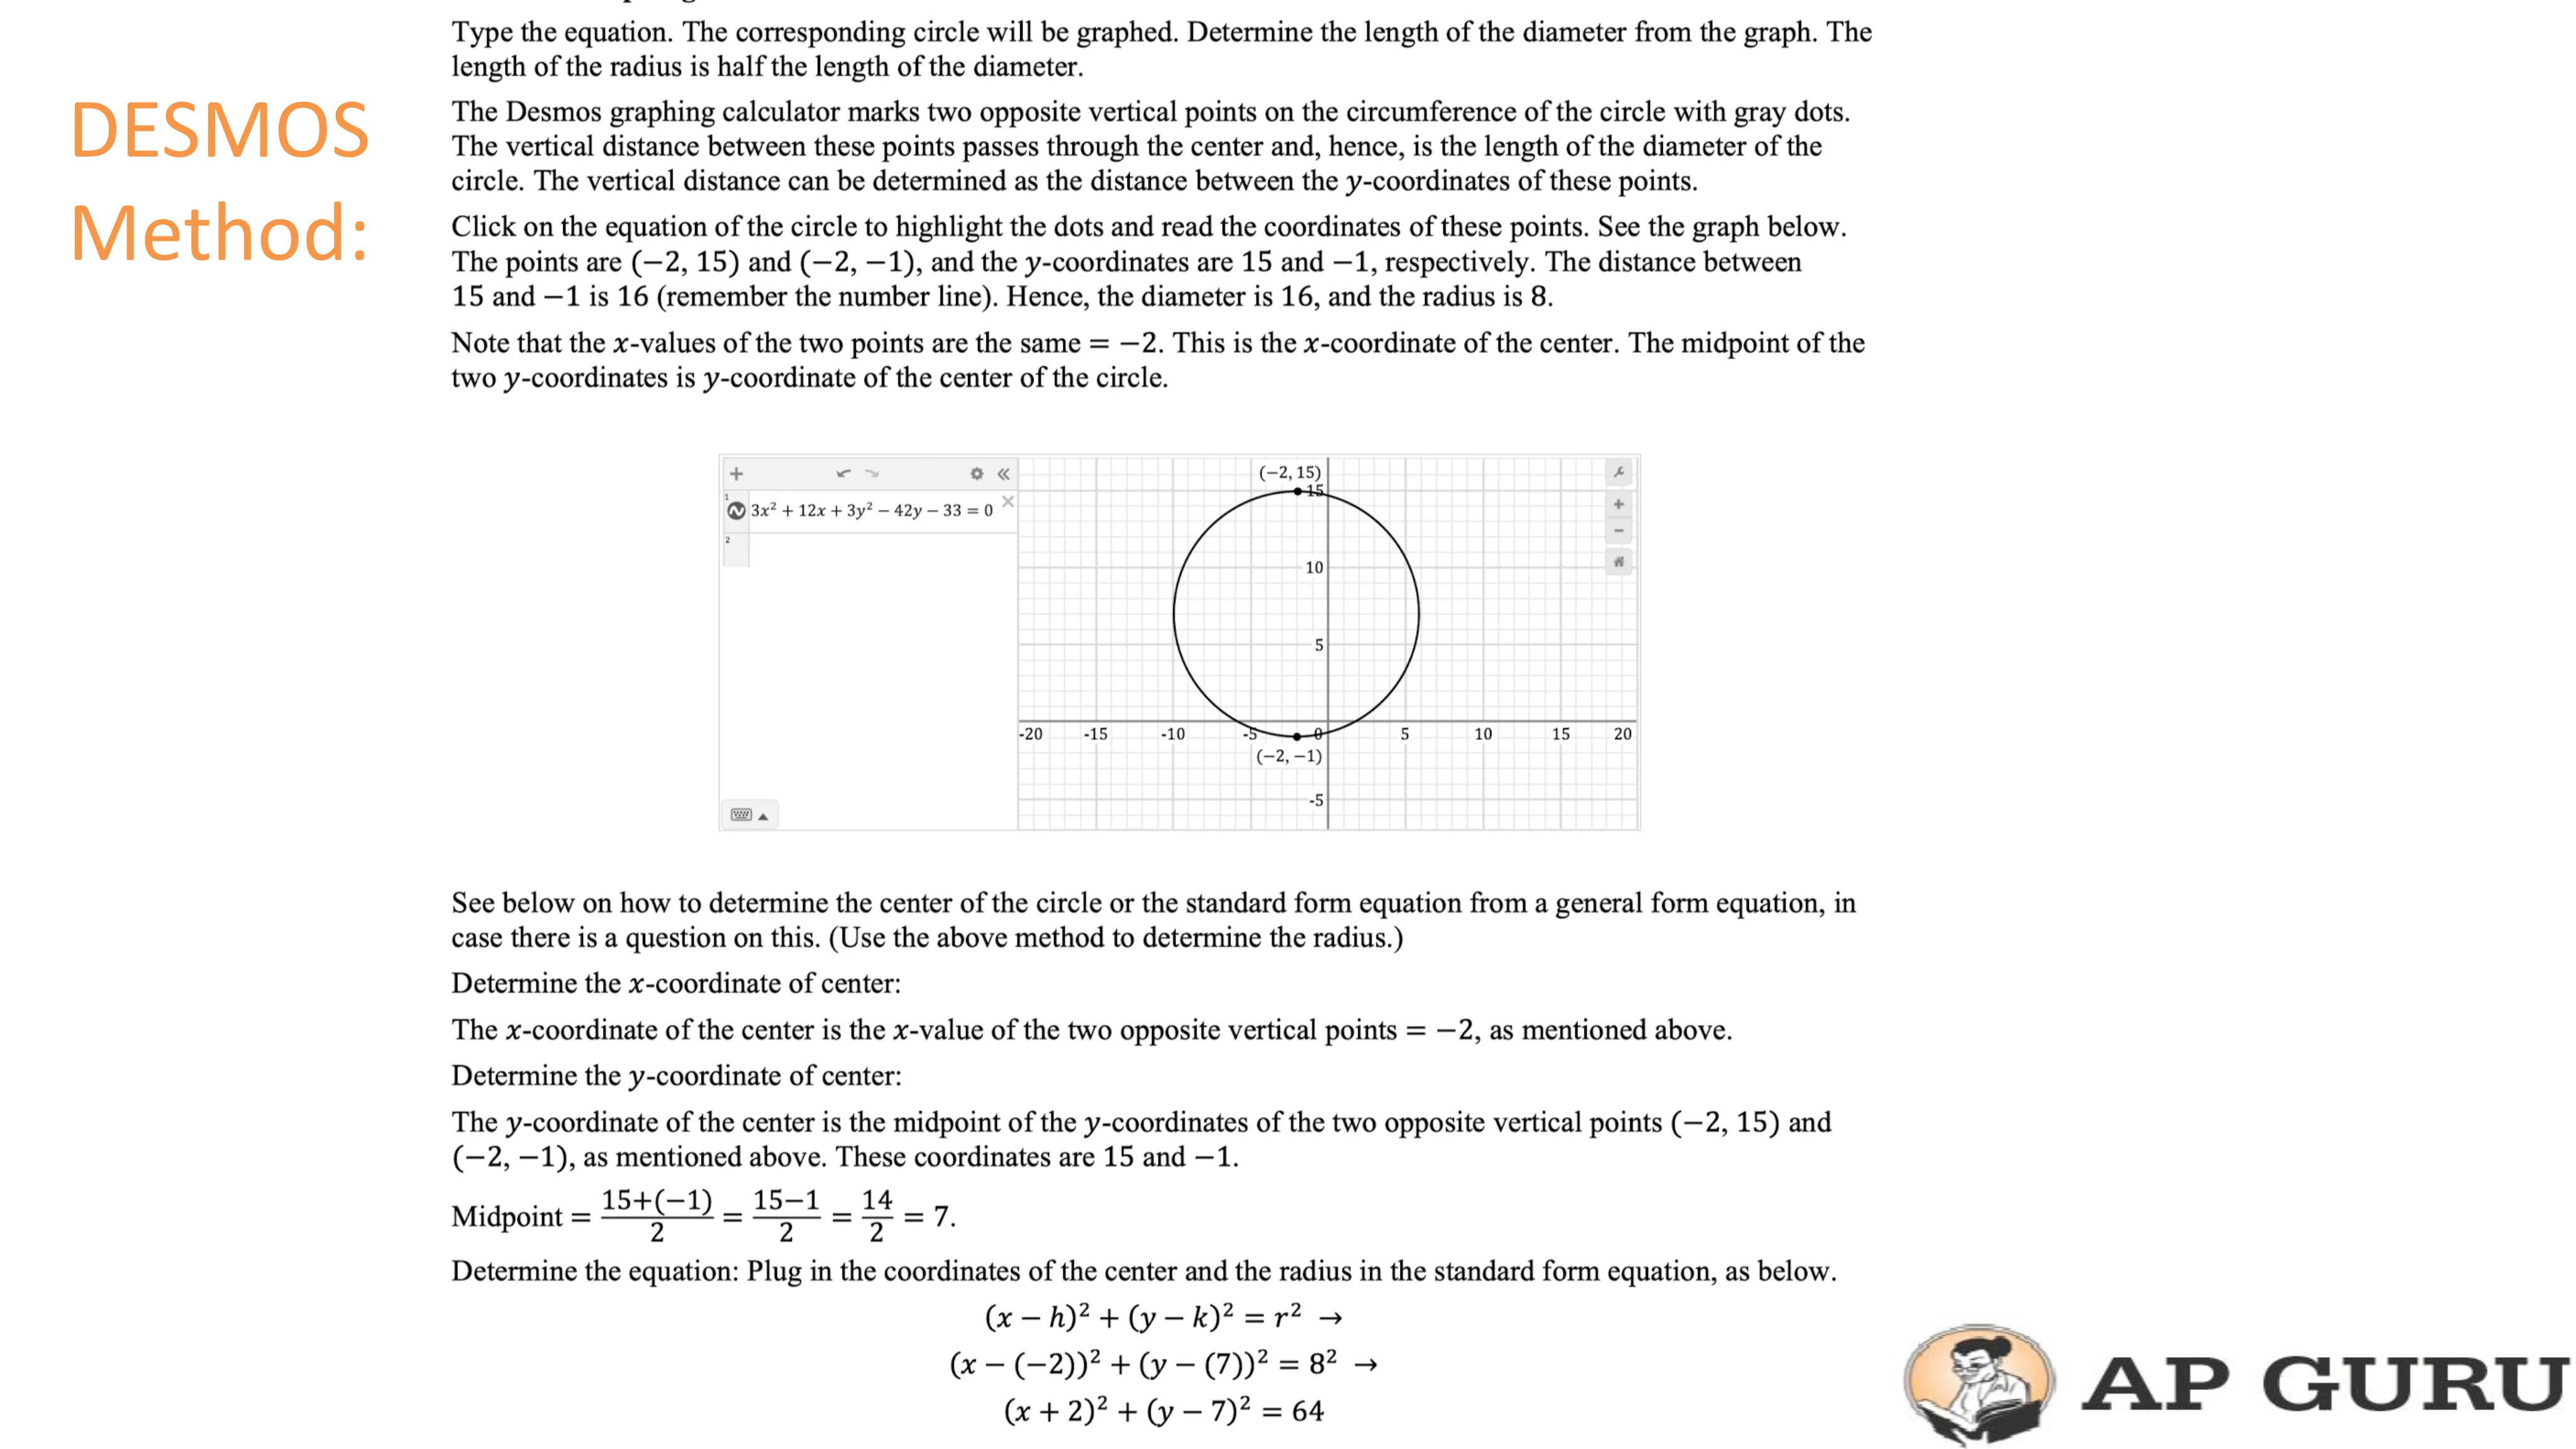 Type the equation. The corresponding circle will be graphed. Determine the length of the diameter from the graph. The
length of the radius is half the length of the diameter.
DESMOS
Method:
The Desmos graphing calculator marks two opposite vertical points on the circumference of the circle with gray dots.
The vertical distance between these points passes through the center and, hence, is the length of the diameter of the
circle. The vertical distance can be determined as the distance between the y-coordinates of these points.
Click on the equation of the circle to highlight the dots and read the coordinates of these points. See the graph below.
The points are (−2, 15) and (−2, −1), and the y-coordinates are 15 and −1, respectively. The distance between
15 and −1 is 16 (remember the number line). Hence, the diameter is 16, and the radius is 8.
Note that the x-values of the two points are the same = −2. This is the x-coordinate of the center. The midpoint of the
two y-coordinates is y-coordinate of the center of the circle.
1
3x² + 12x + 3y² − 42y − 33 = 0
2
(−2, 15)
15
10
5
-20 -15 -10 -5 0 5 10 15 20
(−2, −1)
-5
See below on how to determine the center of the circle or the standard form equation from a general form equation, in
case there is a question on this. (Use the above method to determine the radius.)
Determine the x-coordinate of center:
The x-coordinate of the center is the x-value of the two opposite vertical points = −2, as mentioned above.
Determine the y-coordinate of center:
The y-coordinate of the center is the midpoint of the y-coordinates of the two opposite vertical points (−2, 15) and
(−2, −1), as mentioned above. These coordinates are 15 and −1.
Midpoint = 15+(−1)/2 = 15−1/2 = 14/2 = 7.
Determine the equation: Plug in the coordinates of the center and the radius in the standard form equation, as below.
(x − h)² + (y − k)² = r² →
(x − (−2))² + (y − (7))² = 8² →
(x + 2)² + (y − 7)² = 64
AP GURU